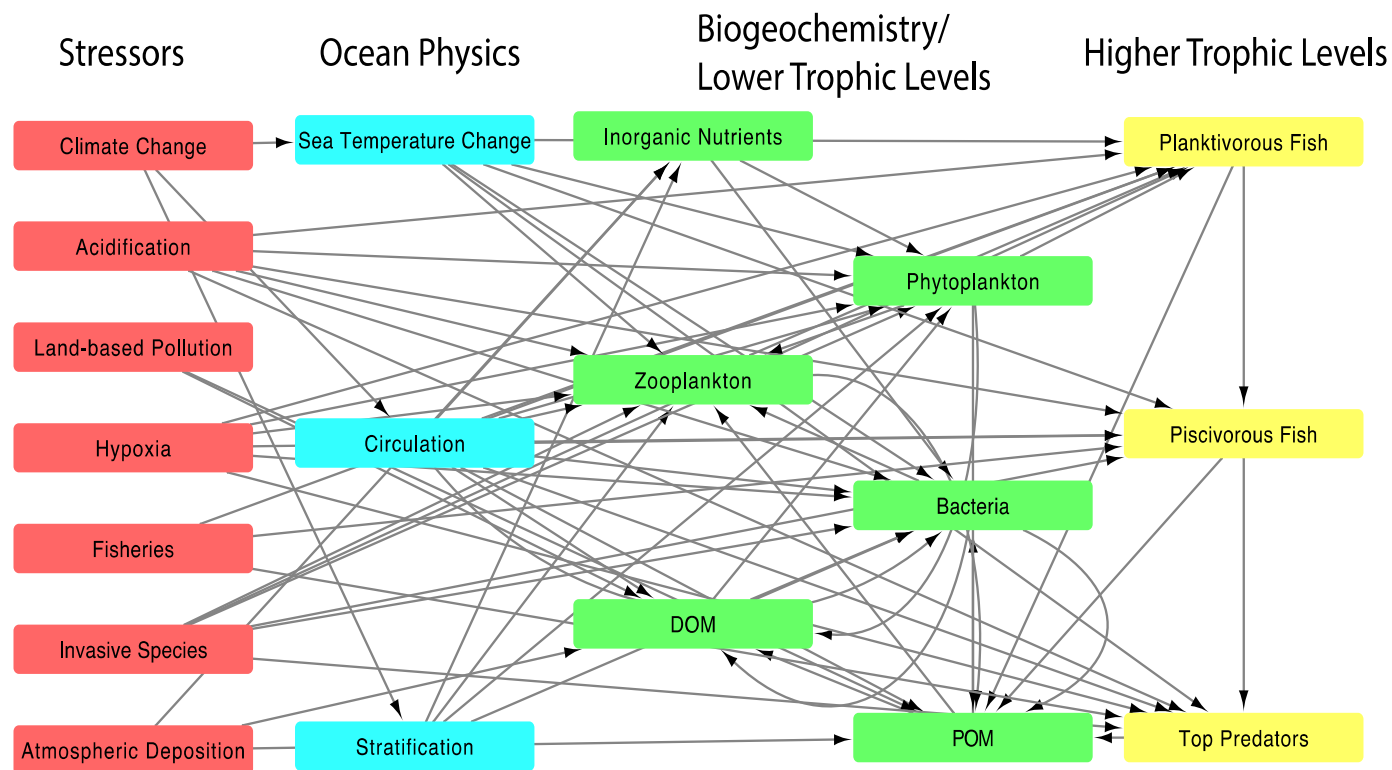 Stressors
Ocean Physics
Biogeochemistry/
Lower Trophic Levels
Higher Trophic Levels
Climate Change
Acidification
Land-based Pollution
Hypoxia
Fisheries
Invasive Species
Atmospheric Deposition
Sea Temperature Change
Circulation
Stratification
Inorganic Nutrients
Phytoplankton
Zooplankton
Bacteria
DOM
POM
Planktivorous Fish
Piscivorous Fish
Top Predators